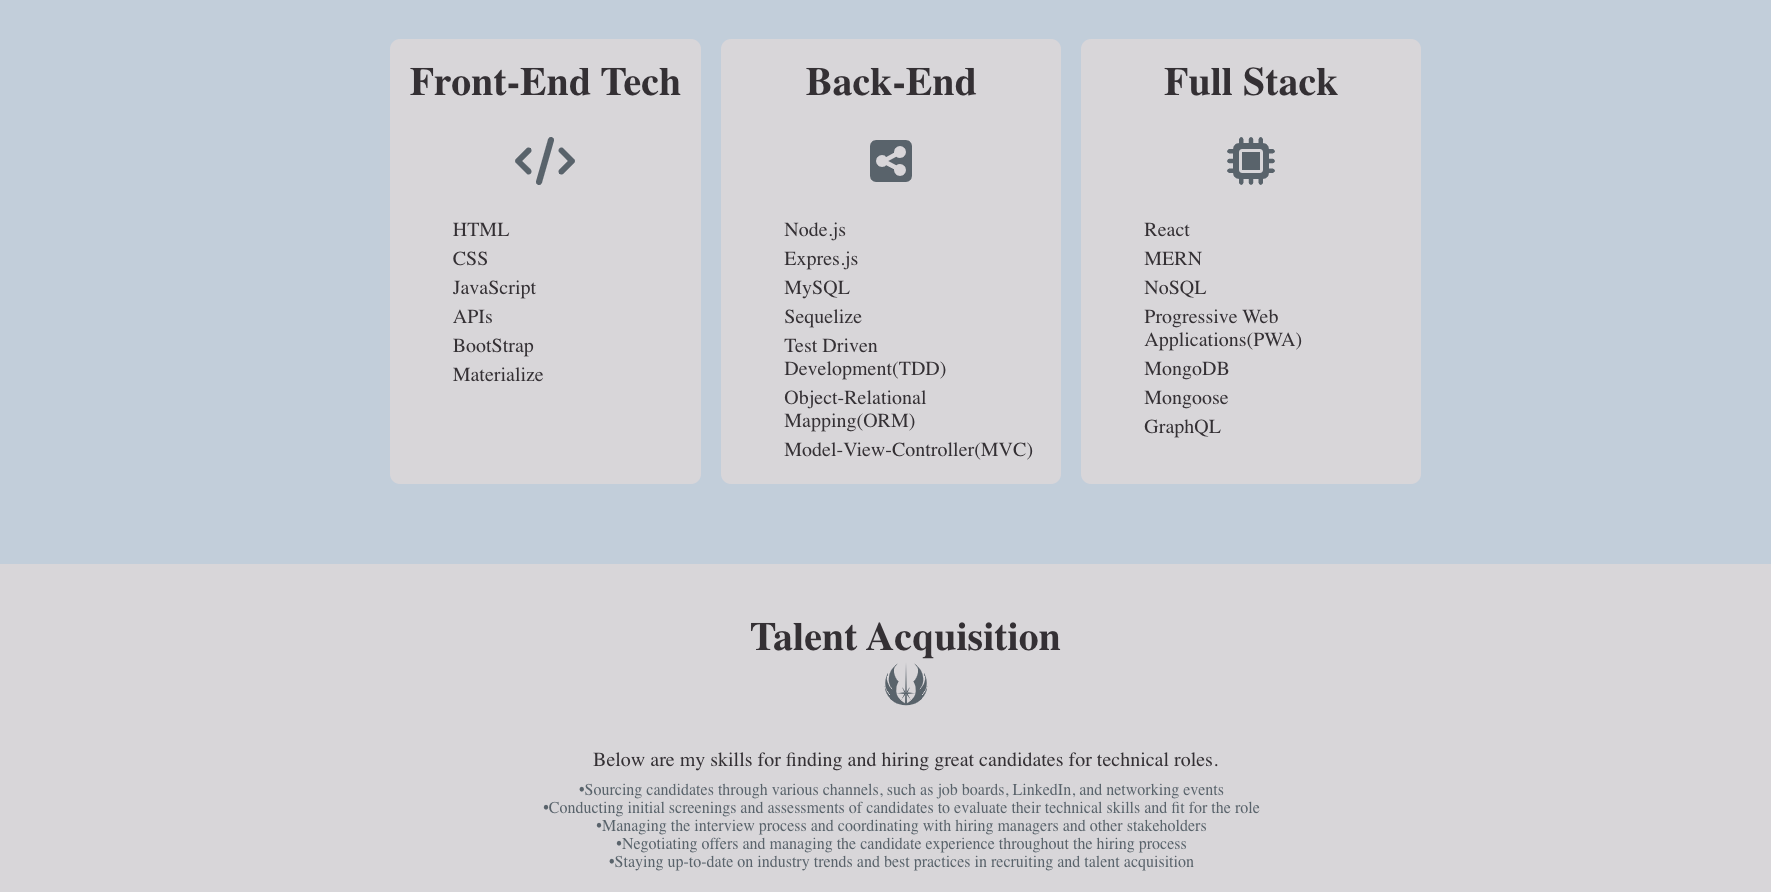 Front-End Tech
HTML
CSS
JavaScript
APIs
BootStrap
Materialize
Back-End
Node.js
Expres.js
MySQL
Sequelize
Test Driven
Development(TDD)
Object-Relational
Mapping(ORM)
Model-View-Controller(MVC)
Full Stack
React
MERN
NoSQL
Progressive Web
Applications(PWA)
MongoDB
Mongoose
GraphQL
Talent Acquisition
Below are my skills for finding and hiring great candidates for technical roles.
•Sourcing candidates through various channels, such as job boards, LinkedIn, and networking events
•Conducting initial screenings and assessments of candidates to evaluate their technical skills and fit for the role
•Managing the interview process and coordinating with hiring managers and other stakeholders
•Negotiating offers and managing the candidate experience throughout the hiring process
•Staying up-to-date on industry trends and best practices in recruiting and talent acquisition